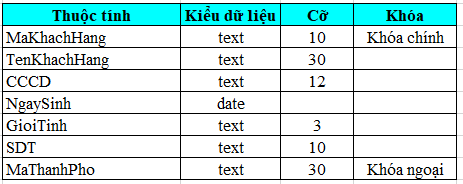 Thuộc tính Kiểu dữ liệu Cỡ Khóa
MaKhachHang text 10 Khóa chính
TenKhachHang text 30
CCCD text 12
NgaySinh date
GioiTinh text 3
SDT text 10
MaThanhPho text 30 Khóa ngoại